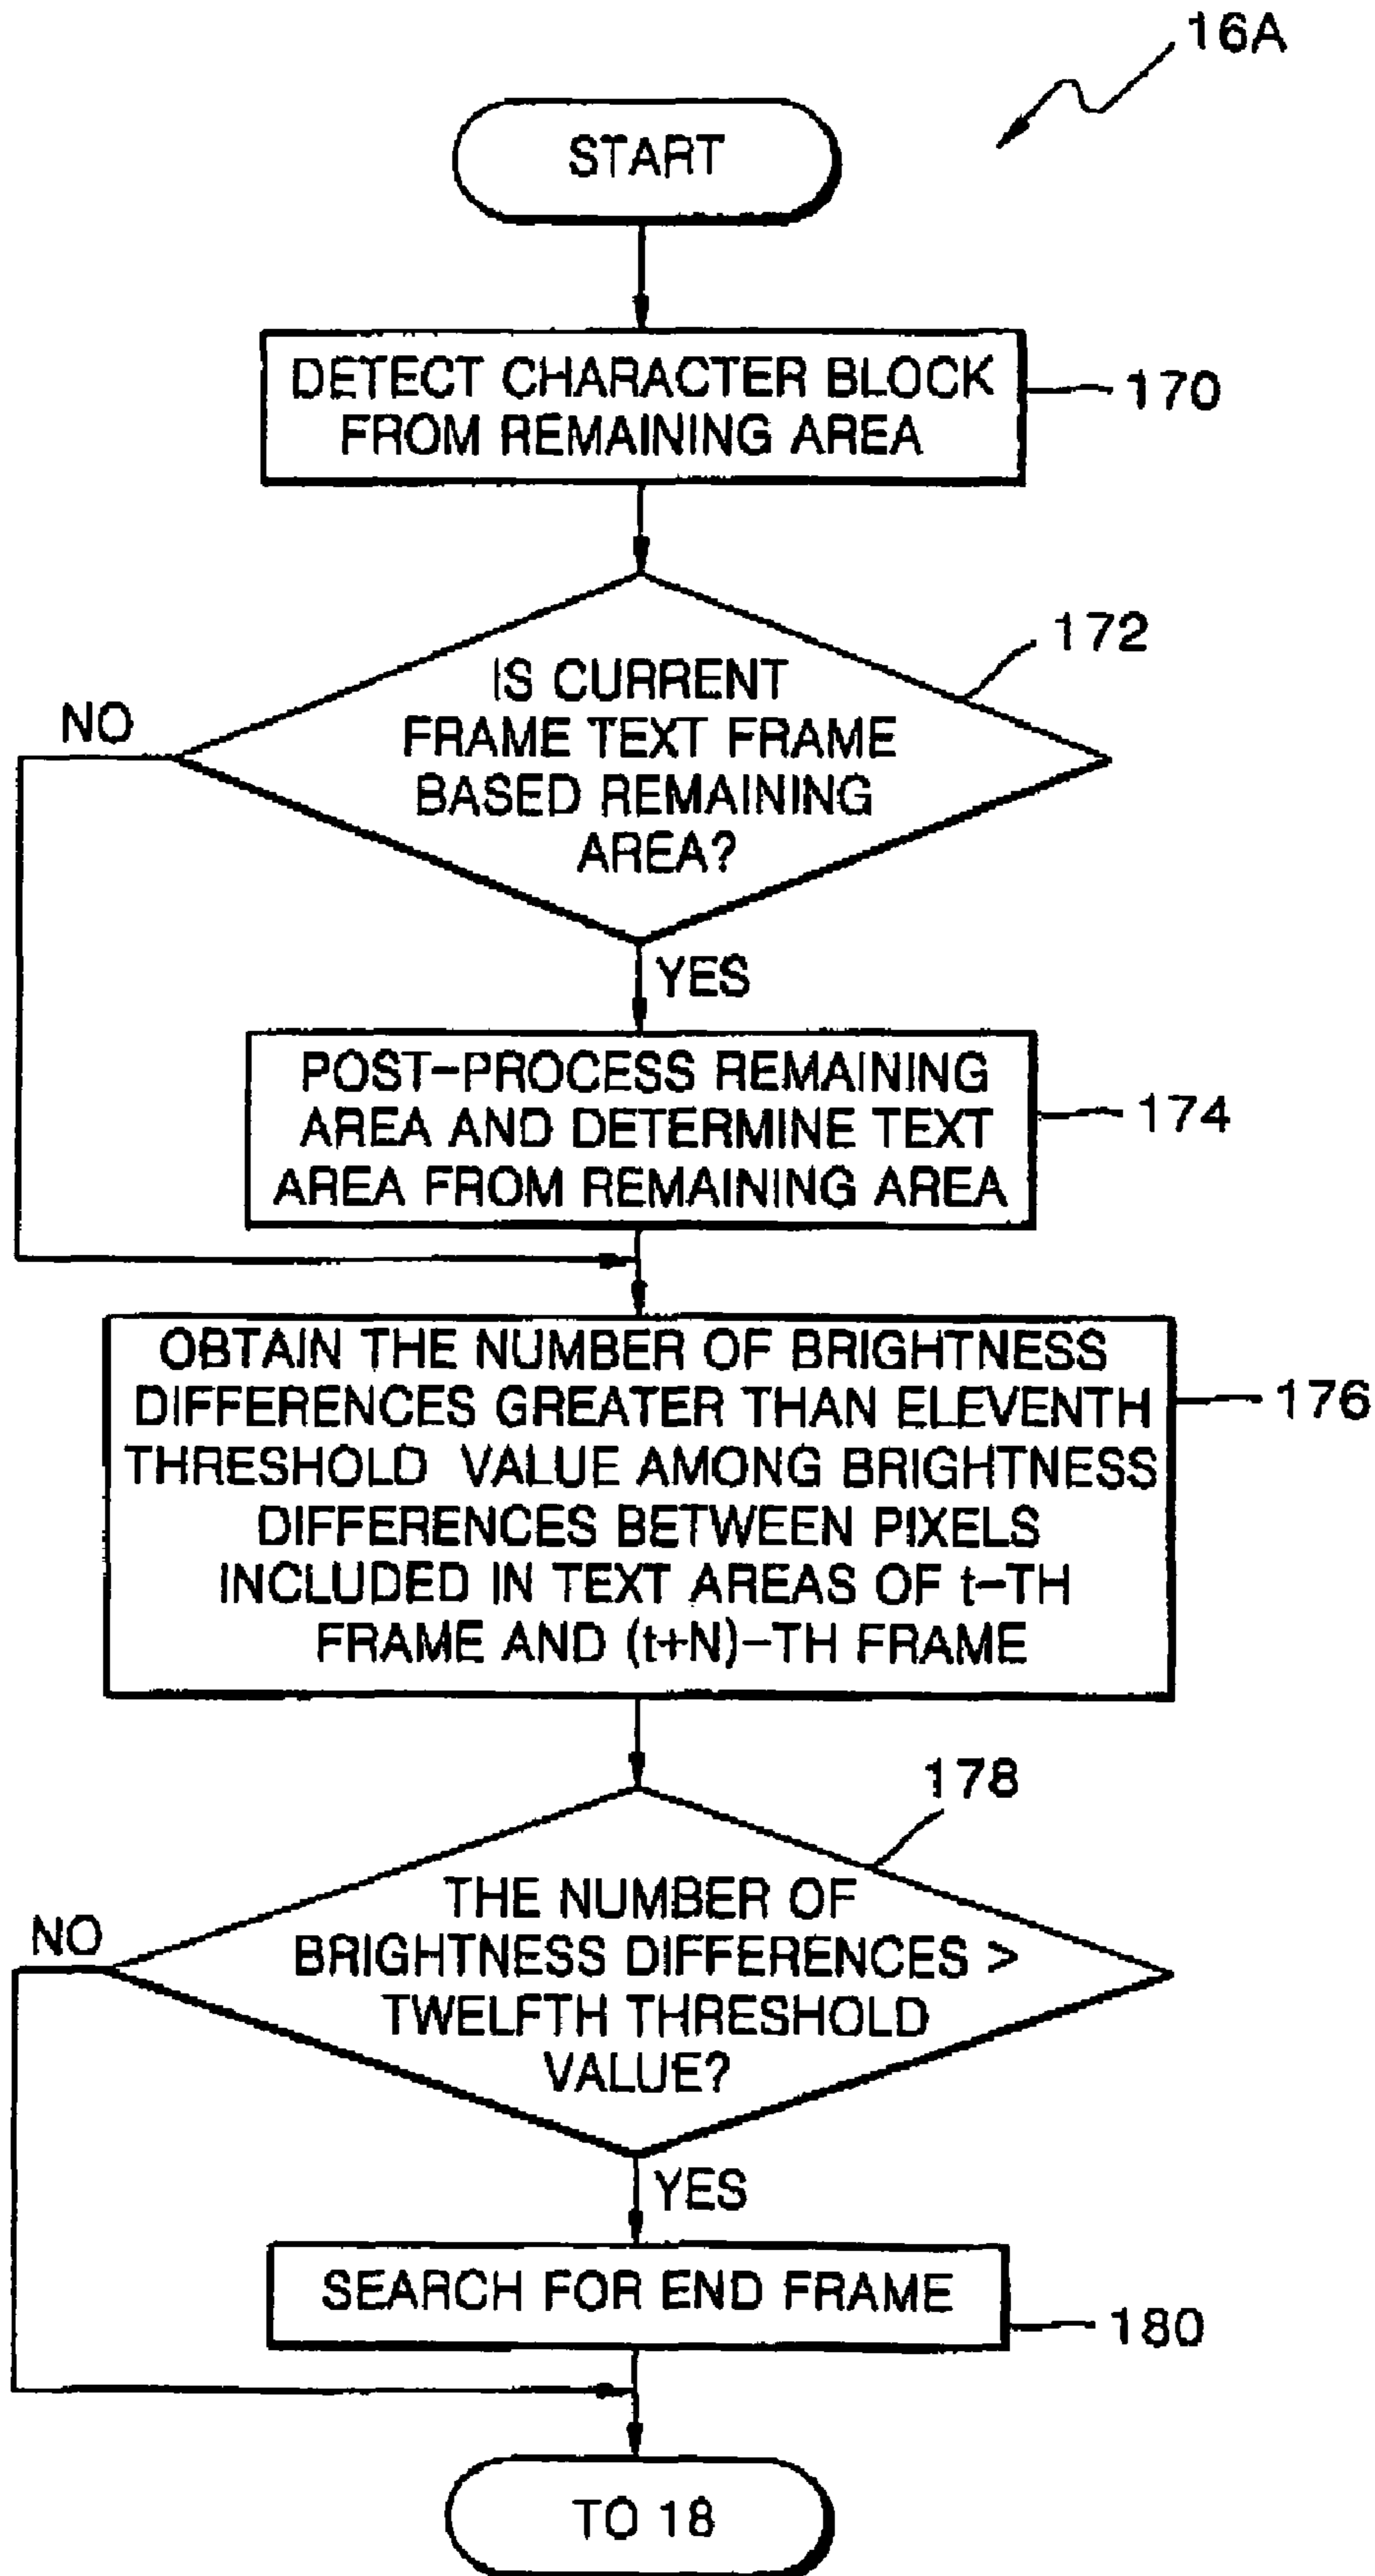 16A
START
DETECT CHARACTER BLOCK
FROM REMAINING AREA
170
172
IS CURRENT
FRAME TEXT FRAME
BASED REMAINING
AREA?
NO
YES
POST-PROCESS REMAINING
AREA AND DETERMINE TEXT
AREA FROM REMAINING AREA
174
OBTAIN THE NUMBER OF BRIGHTNESS
DIFFERENCES GREATER THAN ELEVENTH
THRESHOLD VALUE AMONG BRIGHTNESS
DIFFERENCES BETWEEN PIXELS
INCLUDED IN TEXT AREAS OF t-TH
FRAME AND (t+N)-TH FRAME
176
178
THE NUMBER OF
BRIGHTNESS DIFFERENCES >
TWELFTH THRESHOLD
VALUE?
NO
YES
SEARCH FOR END FRAME
180
TO 18